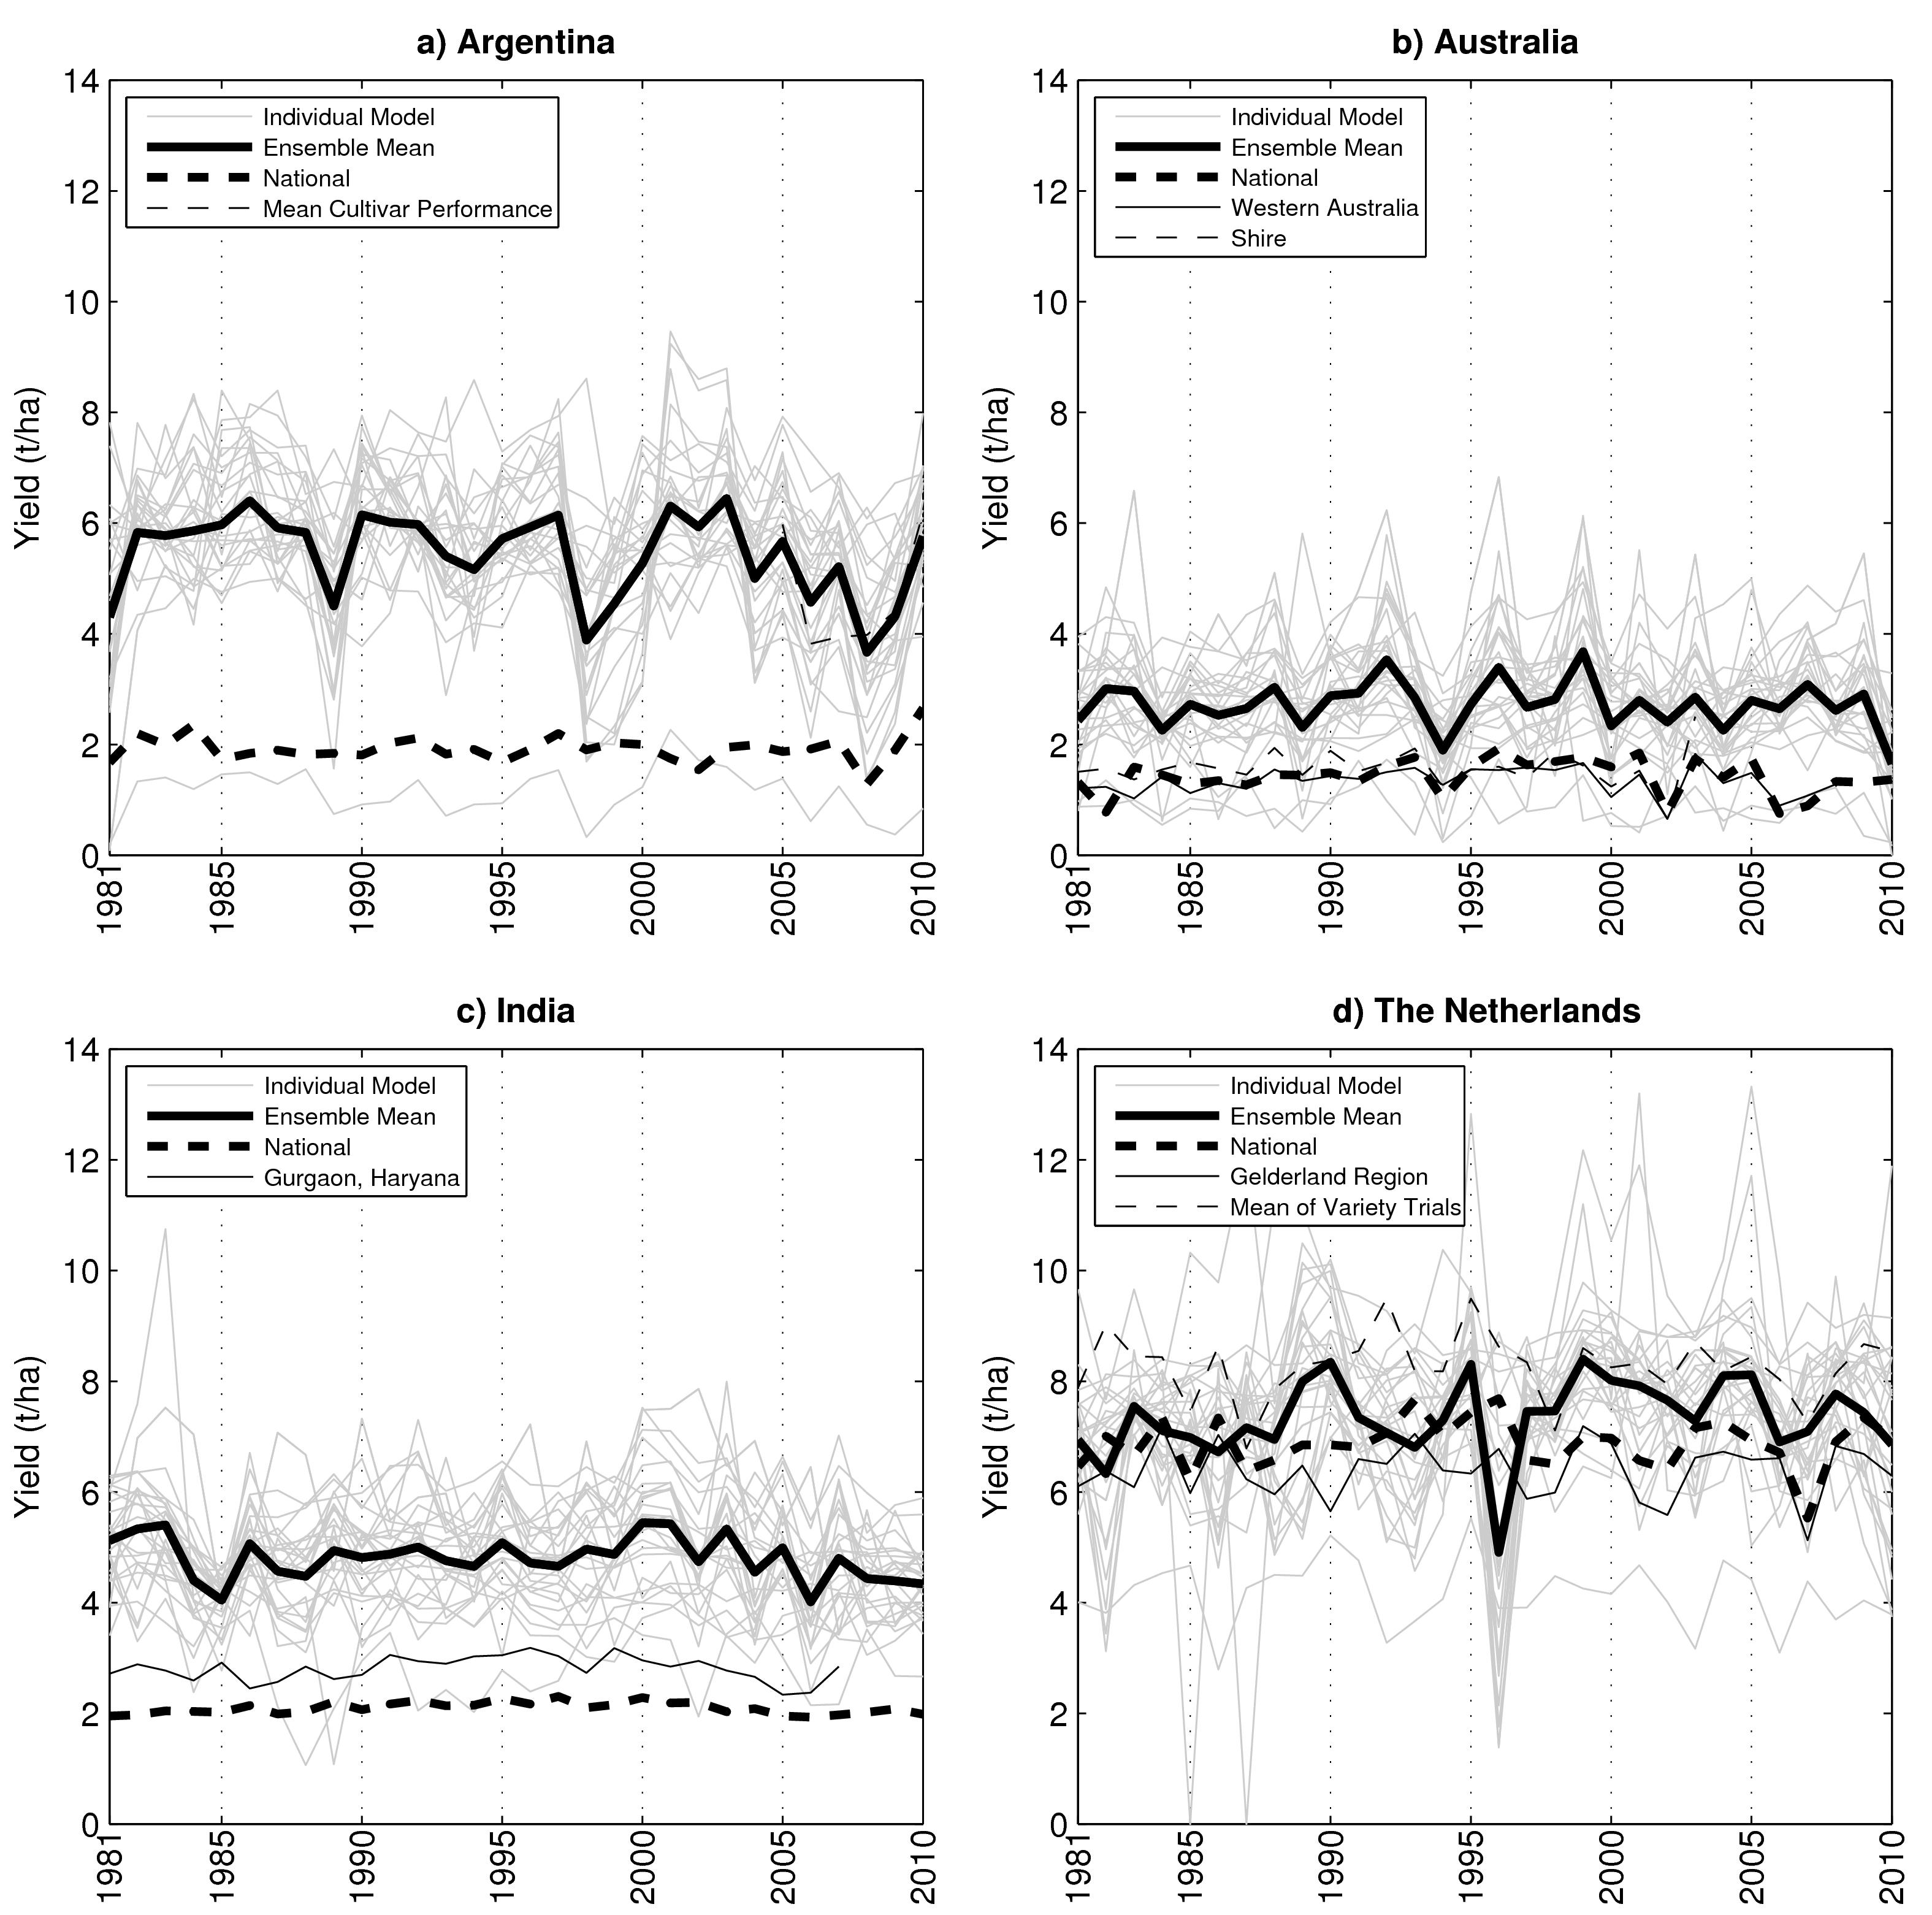 a) Argentina
Yield (t/ha)
14
12
10
8
6
4
2
0
Individual Model
Ensemble Mean
National
Mean Cultivar Performance
1981
1985
1990
1995
2000
2005
2010
b) Australia
Yield (t/ha)
14
12
10
8
6
4
2
0
Individual Model
Ensemble Mean
National
Western Australia
Shire
1981
1985
1990
1995
2000
2005
2010
c) India
Yield (t/ha)
14
12
10
8
6
4
2
0
Individual Model
Ensemble Mean
National
Gurgaon, Haryana
1981
1985
1990
1995
2000
2005
2010
d) The Netherlands
Yield (t/ha)
14
12
10
8
6
4
2
0
Individual Model
Ensemble Mean
National
Gelderland Region
Mean of Variety Trials
1981
1985
1990
1995
2000
2005
2010